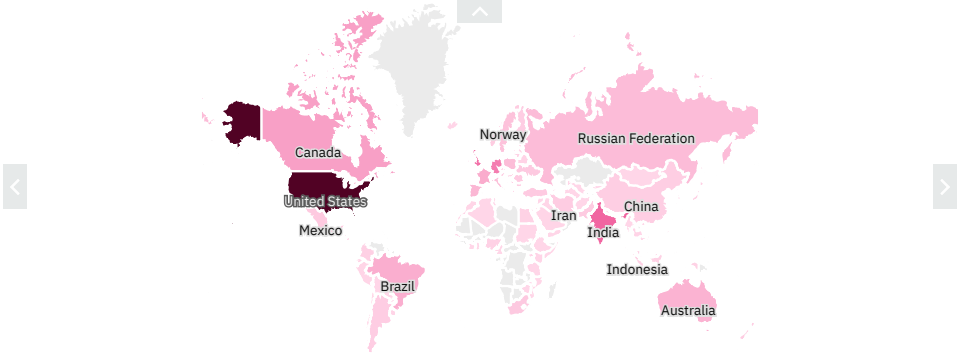 Norway
Russian Federation
Canada
United States
China
Iran
Mexico
India
Indonesia
Brazil
Australia